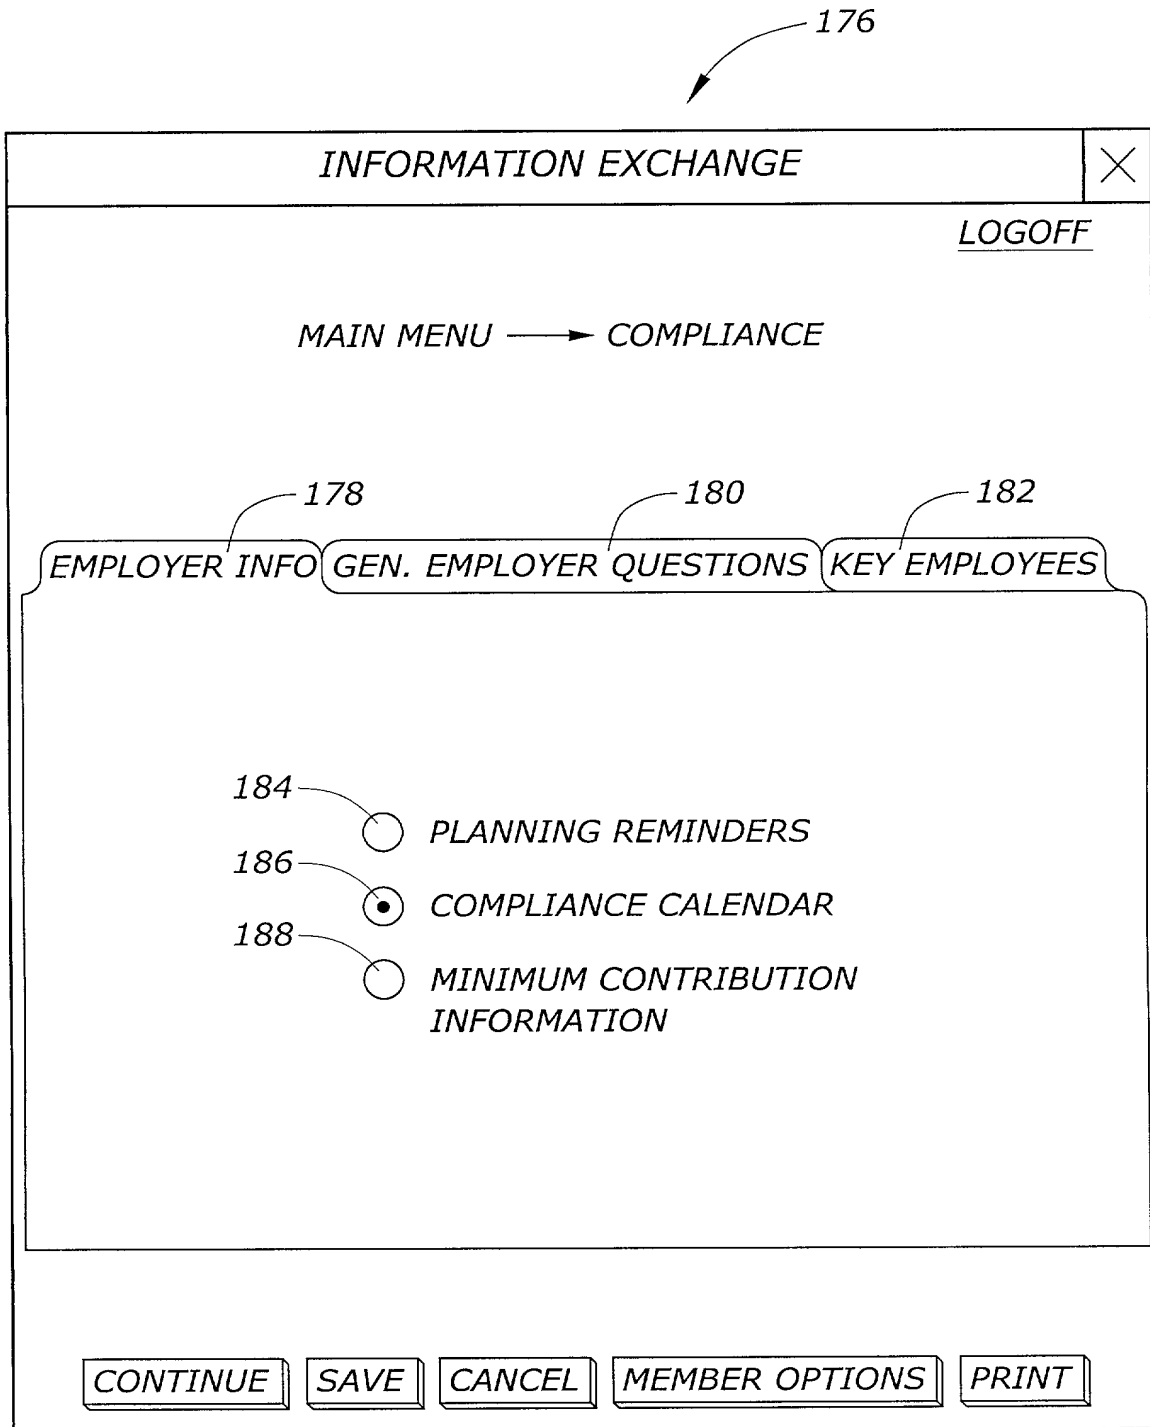 176
INFORMATION EXCHANGE
LOGOFF
MAIN MENU → COMPLIANCE
178 180 182
EMPLOYER INFO GEN. EMPLOYER QUESTIONS KEY EMPLOYEES
184
PLANNING REMINDERS
186
COMPLIANCE CALENDAR
188
MINIMUM CONTRIBUTION
INFORMATION
CONTINUE SAVE CANCEL MEMBER OPTIONS PRINT